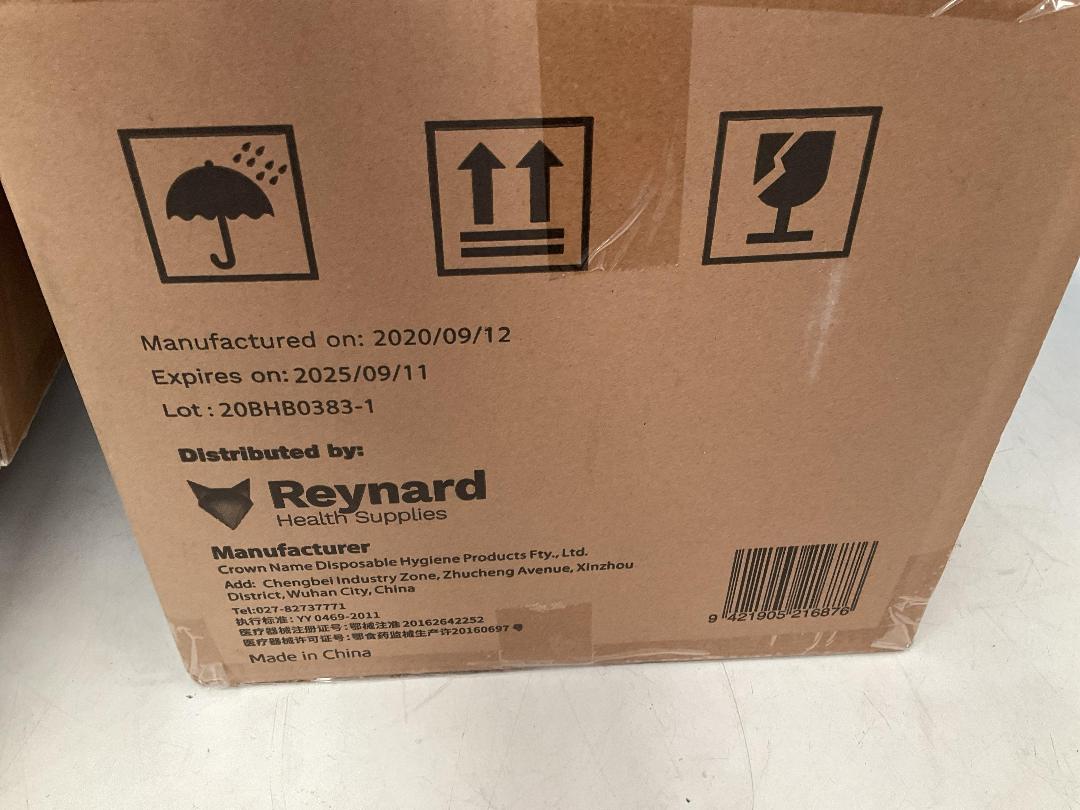 Manufactured on: 2020/09/12
Expires on: 2025/09/11
Lot : 20BHB0383-1
Distributed by:
Reynard
Health Supplies
Manufacturer
Crown Name Disposable Hygiene Products Fty., Ltd.
Add: Chengbei Industry Zone, Zhucheng Avenue, Xinzhou
District, Wuhan City, China
Tel:027-82737771
执行标准: YY 0469-2011
医疗器械注册证号: 鄂械注准 20162642252
医疗器械许可证号: 鄂食药监械生产许20160697 号
Made in China
9 421905 216876